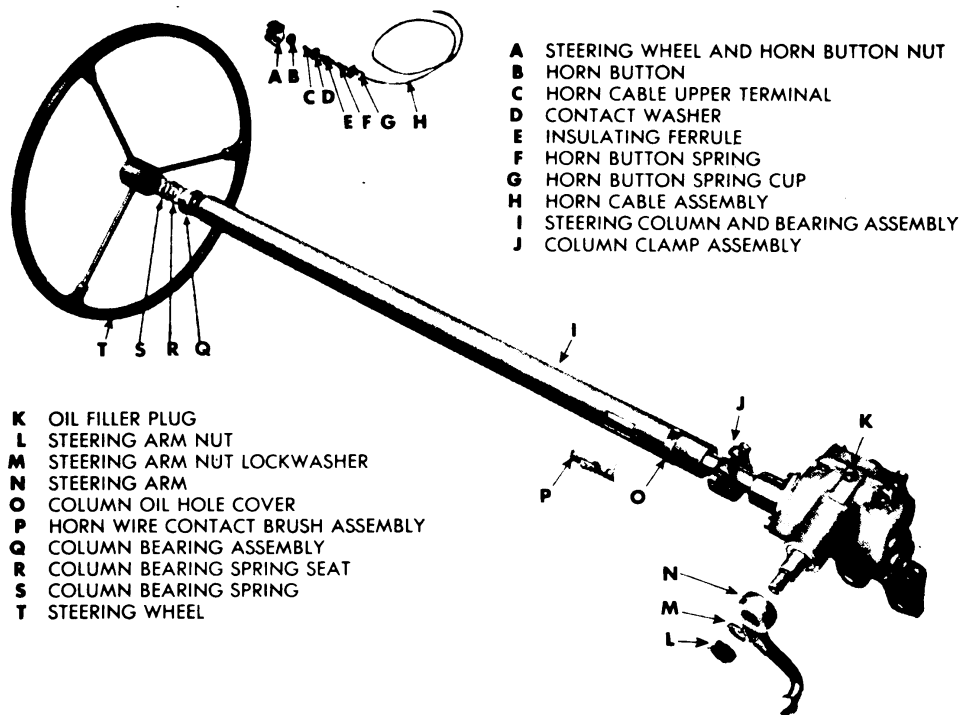 A STEERING WHEEL AND HORN BUTTON NUT
B HORN BUTTON
C HORN CABLE UPPER TERMINAL
D CONTACT WASHER
E INSULATING FERRULE
F HORN BUTTON SPRING
G HORN BUTTON SPRING CUP
H HORN CABLE ASSEMBLY
I STEERING COLUMN AND BEARING ASSEMBLY
J COLUMN CLAMP ASSEMBLY
A B
C D
E F G H
T S R Q
I
J
K
P O
N
M
L
K OIL FILLER PLUG
L STEERING ARM NUT
M STEERING ARM NUT LOCKWASHER
N STEERING ARM
O COLUMN OIL HOLE COVER
P HORN WIRE CONTACT BRUSH ASSEMBLY
Q COLUMN BEARING ASSEMBLY
R COLUMN BEARING SPRING SEAT
S COLUMN BEARING SPRING
T STEERING WHEEL